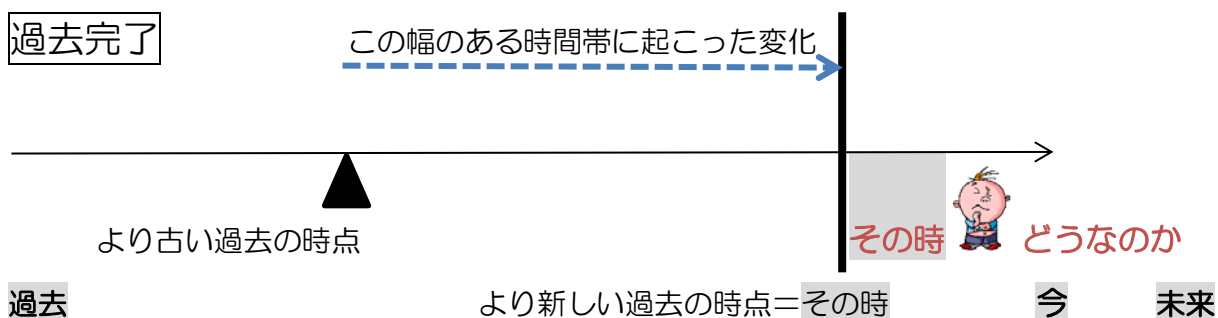 過去完了
この幅のある時間帯に起こった変化
より古い過去の時点
その時 どうなのか
過去 より新しい過去の時点＝その時 今 未来